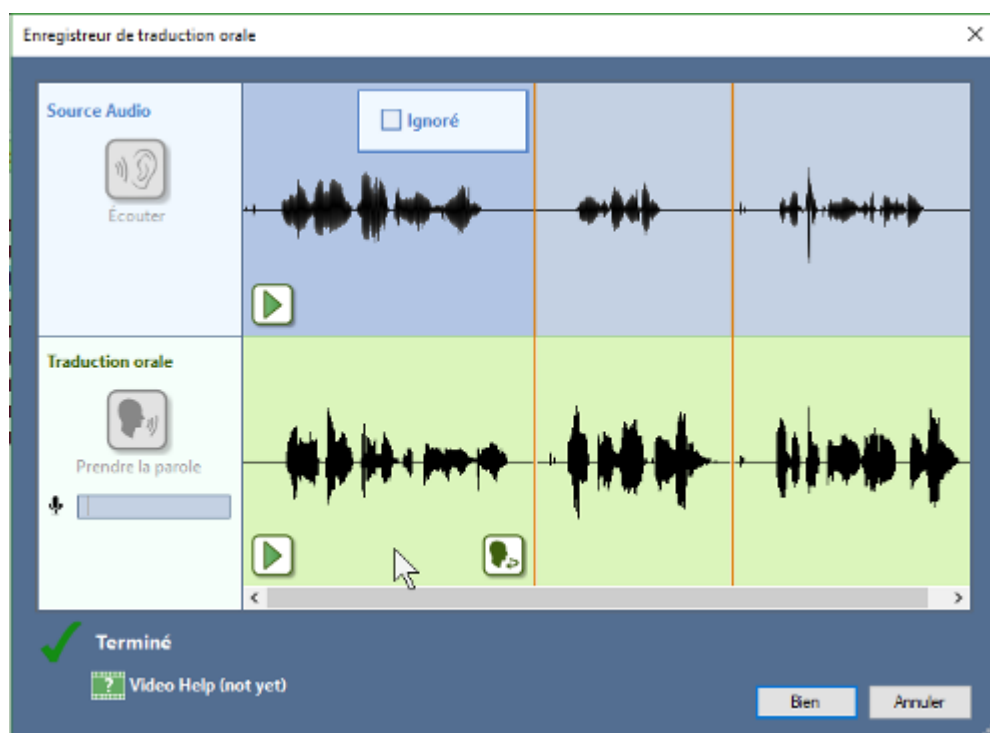 Enregistreur de traduction orale
Source Audio
Ignoré
Écouter
Traduction orale
Prendre la parole
Terminé
? Video Help (not yet)
Bien
Annuler